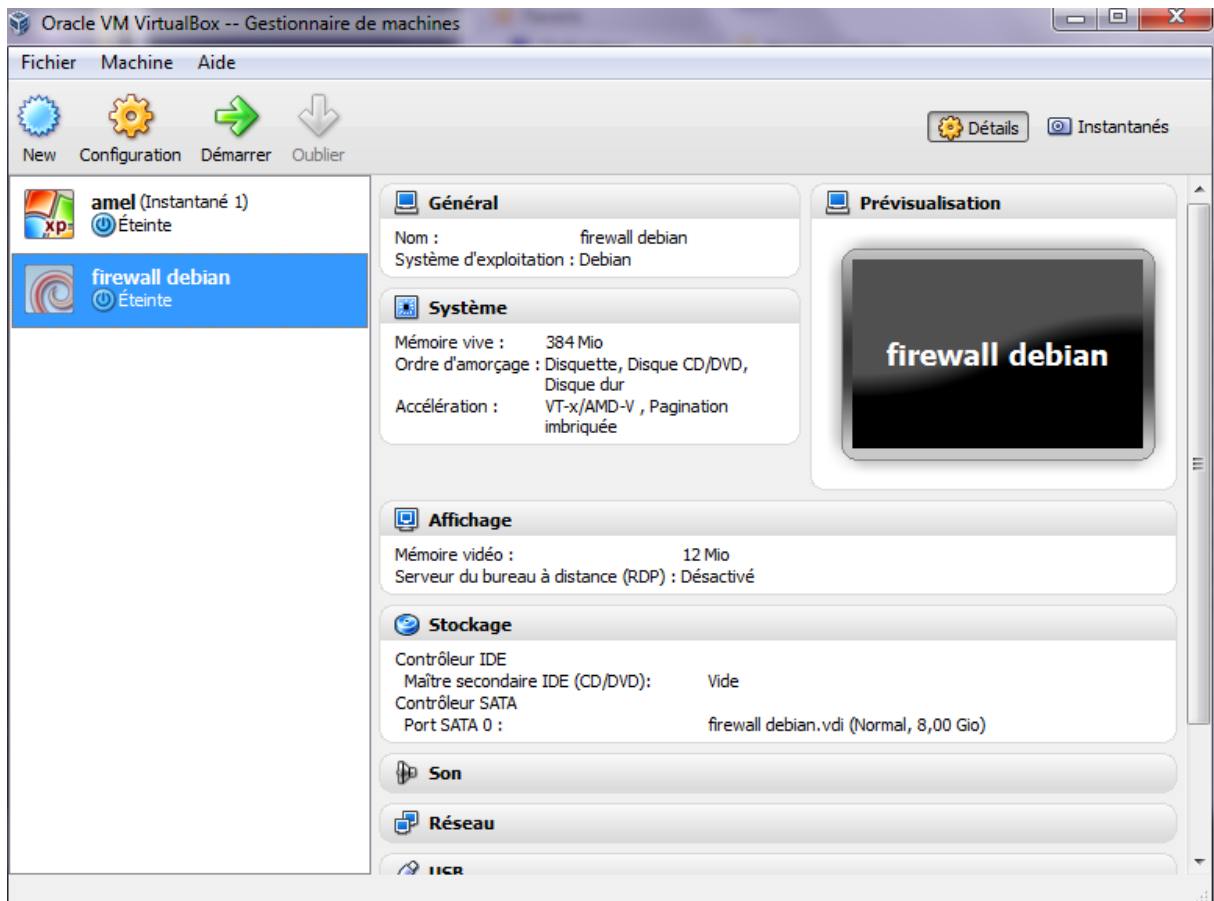 Oracle VM VirtualBox -- Gestionnaire de machines
Fichier Machine Aide
New Configuration Démarrer Oublier
Détails Instantanés
xp
amel (Instantané 1)
Éteinte
firewall debian
Éteinte
Général
Nom : firewall debian
Système d'exploitation : Debian
Système
Mémoire vive : 384 Mio
Ordre d'amorçage : Disquette, Disque CD/DVD,
Disque dur
Accélération : VT-x/AMD-V , Pagination
imbriquée
Prévisualisation
firewall debian
Affichage
Mémoire vidéo : 12 Mio
Serveur du bureau à distance (RDP) : Désactivé
Stockage
Contrôleur IDE
Maître secondaire IDE (CD/DVD): Vide
Contrôleur SATA
Port SATA 0 : firewall debian.vdi (Normal, 8,00 Gio)
Son
Réseau
USB